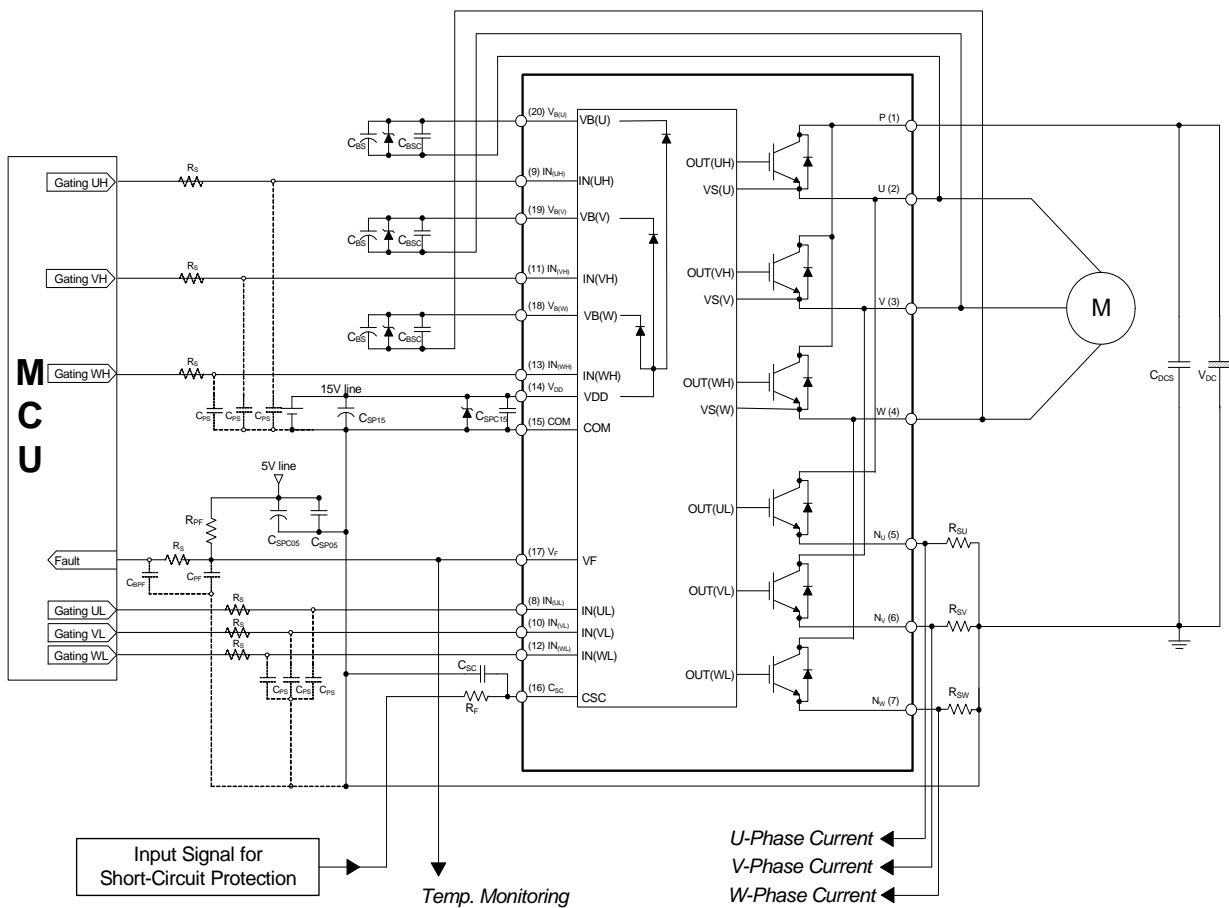 MCU
Gating UH
Gating VH
Gating WH
Fault
Gating UL
Gating VL
Gating WL
RS
RS
RS
CPS
CPS
CPS
CBS
CBSC
CBS
CBSC
CBS
CBSC
15V line
CSP15
CSPC15
5V line
RPF
CSPC05
CSP05
RS
CBPF
CPF
RS
RS
RS
CPS
CPS
CPS
CSC
RF
(20) VB(U)
(9) IN(UH)
(19) VB(V)
(11) IN(VH)
(18) VB(W)
(13) IN(WH)
(14) VDD
(15) COM
(17) VF
(8) IN(UL)
(10) IN(VL)
(12) IN(WL)
(16) CSC
VB(U)
IN(UH)
VB(V)
IN(VH)
VB(W)
IN(WH)
VDD
COM
VF
IN(UL)
IN(VL)
IN(WL)
CSC
OUT(UH)
VS(U)
OUT(VH)
VS(V)
OUT(WH)
VS(W)
OUT(UL)
OUT(VL)
OUT(WL)
P (1)
U (2)
V (3)
W (4)
NU (5)
NV (6)
NW (7)
RSU
RSV
RSW
M
CDCS
VDC
Input Signal for
Short-Circuit Protection
Temp. Monitoring
U-Phase Current
V-Phase Current
W-Phase Current